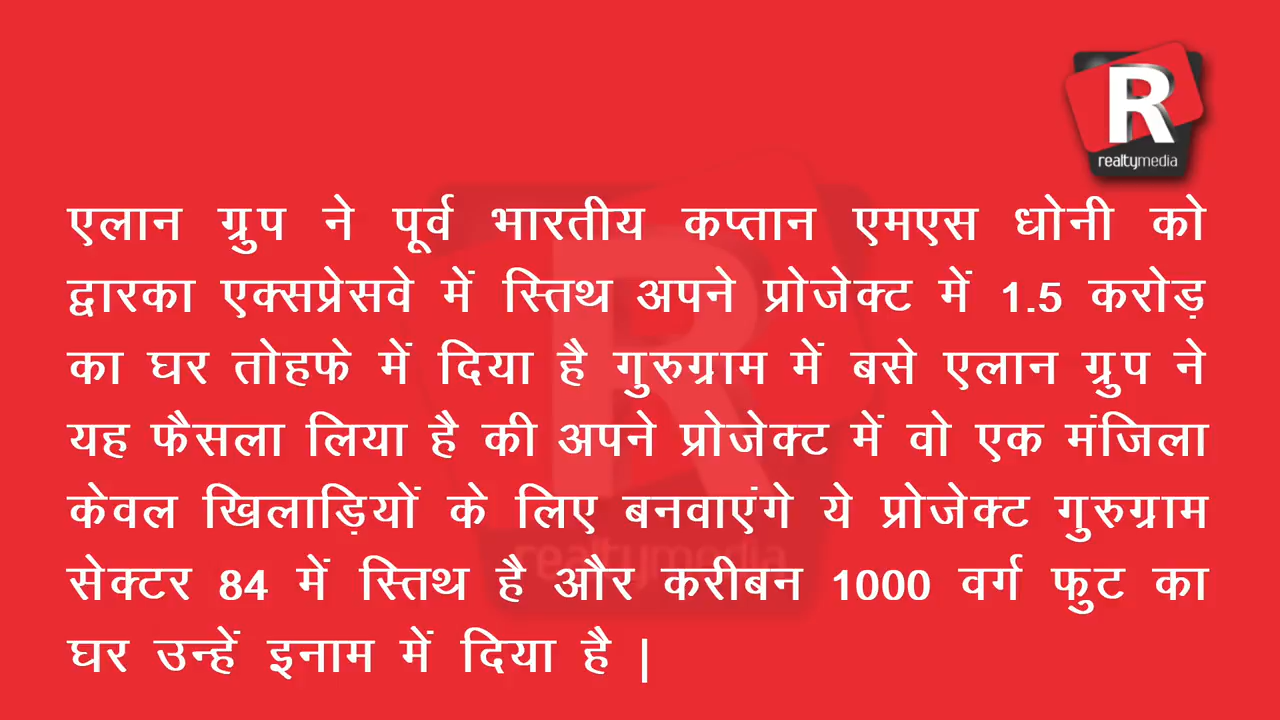 R
realtymedia
एलान ग्रुप ने पूर्व भारतीय कप्तान एमएस धोनी को
द्वारका एक्सप्रेसवे में स्तिथ अपने प्रोजेक्ट में 1.5 करोड़
का घर तोहफे में दिया है गुरुग्राम में बसे एलान ग्रुप ने
यह फैसला लिया है की अपने प्रोजेक्ट में वो एक मंजिला
केवल खिलाड़ियों के लिए बनवाएंगे ये प्रोजेक्ट गुरुग्राम
सेक्टर 84 में स्तिथ है और करीबन 1000 वर्ग फुट का
घर उन्हें इनाम में दिया है |
R
realtymedia